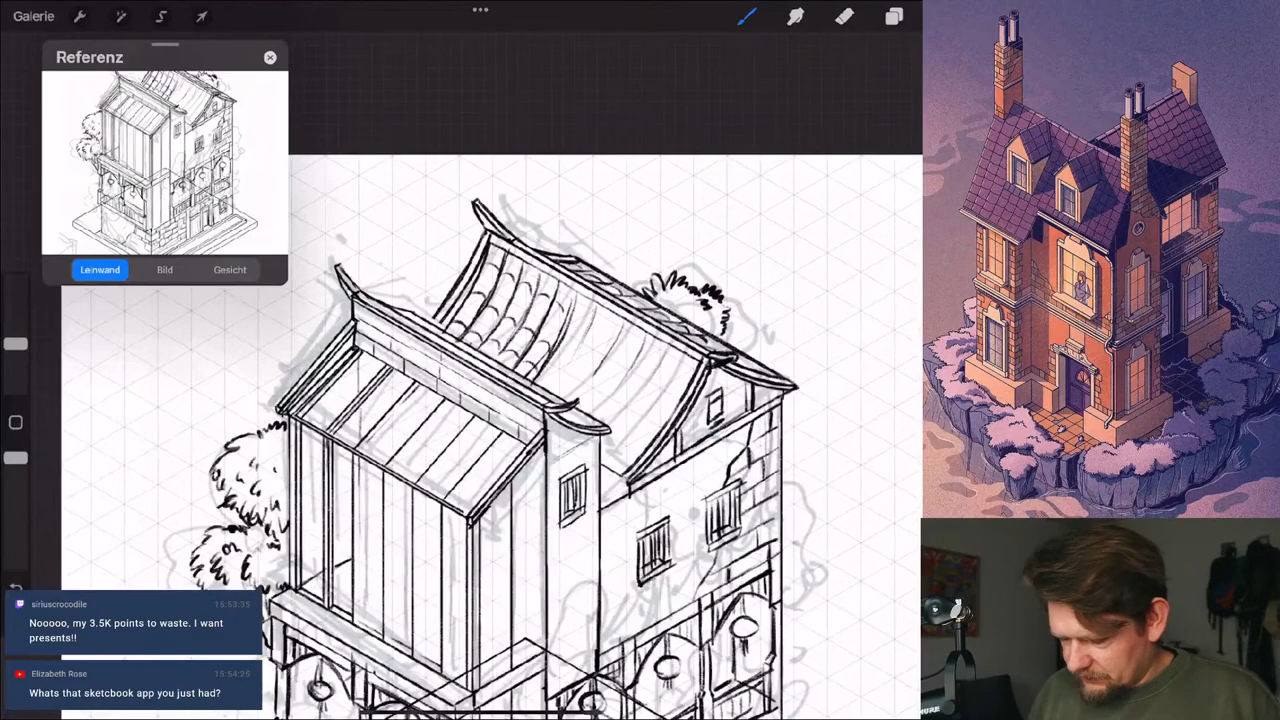 Galerie
Referenz
Leinwand Bild Gesicht
siriuscrocodile 15:53:35
Nooooo, my 3.5K points to waste. I want
presents!!
Elizabeth Rose 15:54:25
Whats that sketcbook app you just had?